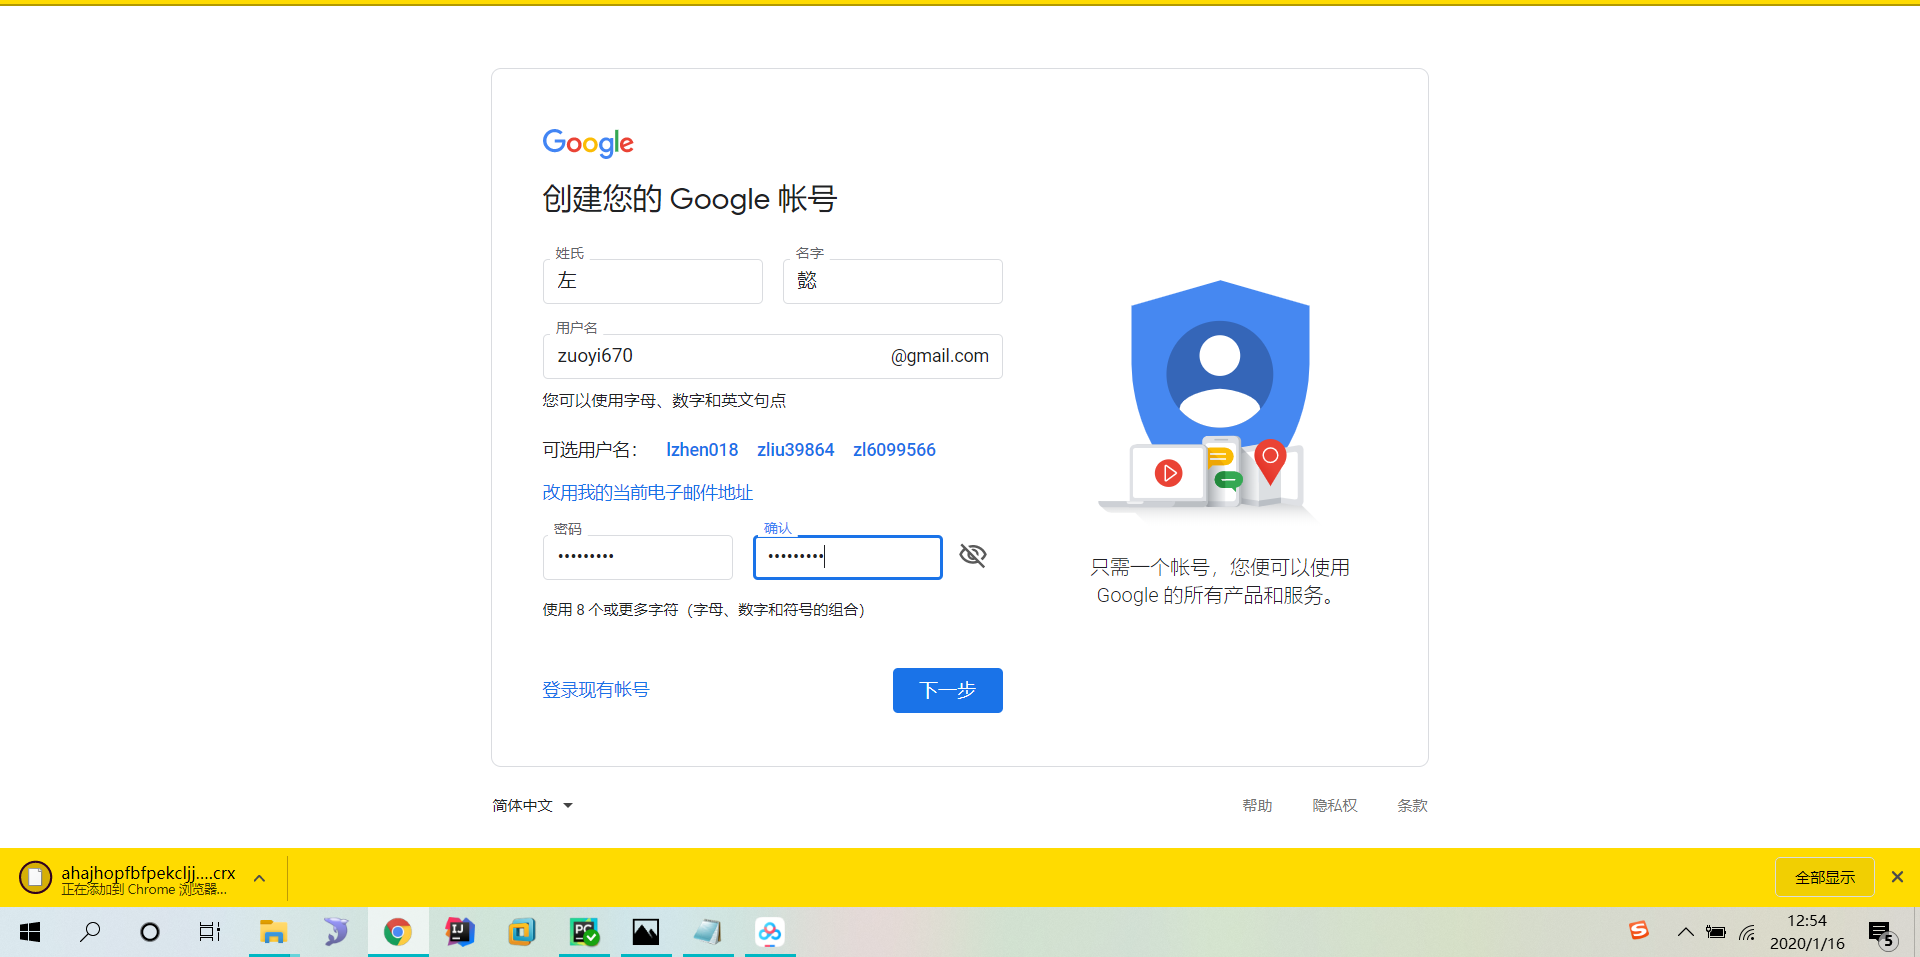 Google
创建您的 Google 帐号
姓氏
名字
左
懿
用户名
zuoyi670
@gmail.com
您可以使用字母、数字和英文句点
可选用户名：
lzhen018
zliu39864
zl6099566
改用我的当前电子邮件地址
密码
确认
•••••••••
•••••••••
使用 8 个或更多字符（字母、数字和符号的组合）
登录现有帐号
下一步
只需一个帐号，您便可以使用
Google 的所有产品和服务。
简体中文
帮助
隐私权
条款
ahajhopfbfpekcljj....crx
正在添加到 Chrome 浏览器...
全部显示
IJ
PC
S
12:54
2020/1/16
5